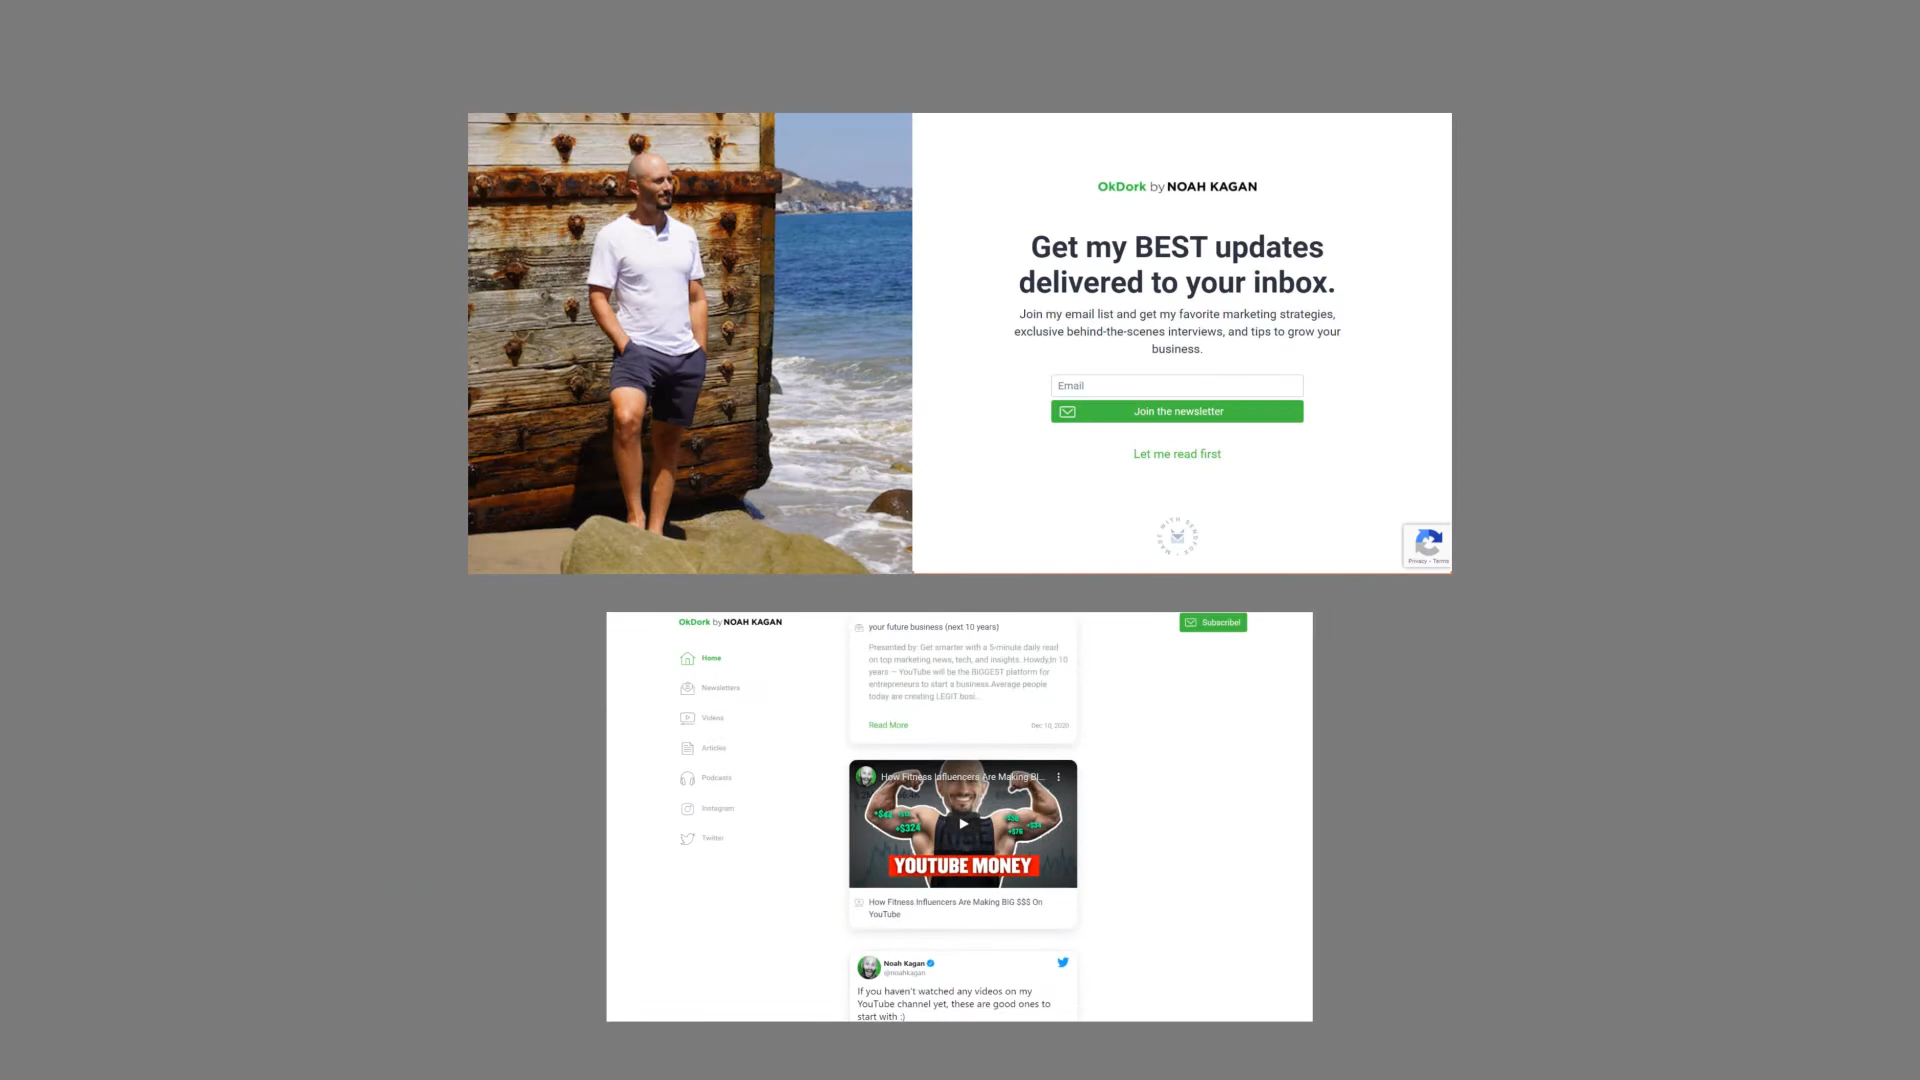 OkDork by NOAH KAGAN
Get my BEST updates
delivered to your inbox.
Join my email list and get my favorite marketing strategies,
exclusive behind-the-scenes interviews, and tips to grow your
business.
Email
Join the newsletter
Let me read first
MADE WITH SENDFOX
Privacy - Terms
OkDork by NOAH KAGAN
Subscribe!
Home
Newsletters
Videos
Articles
Podcasts
Instagram
Twitter
your future business (next 10 years)
Presented by: Get smarter with a 5-minute daily read
on top marketing news, tech, and insights. Howdy,In 10
years — YouTube will be the BIGGEST platform for
entrepreneurs to start a business.Average people
today are creating LEGIT busi...
Read More
Dec 10, 2020
How Fitness Influencers Are Making BI...
+$324
+$76
+$34
YOUTUBE MONEY
How Fitness Influencers Are Making BIG $$$ On
YouTube
Noah Kagan
@noahkagan
If you haven't watched any videos on my
YouTube channel yet, these are good ones to
start with :)